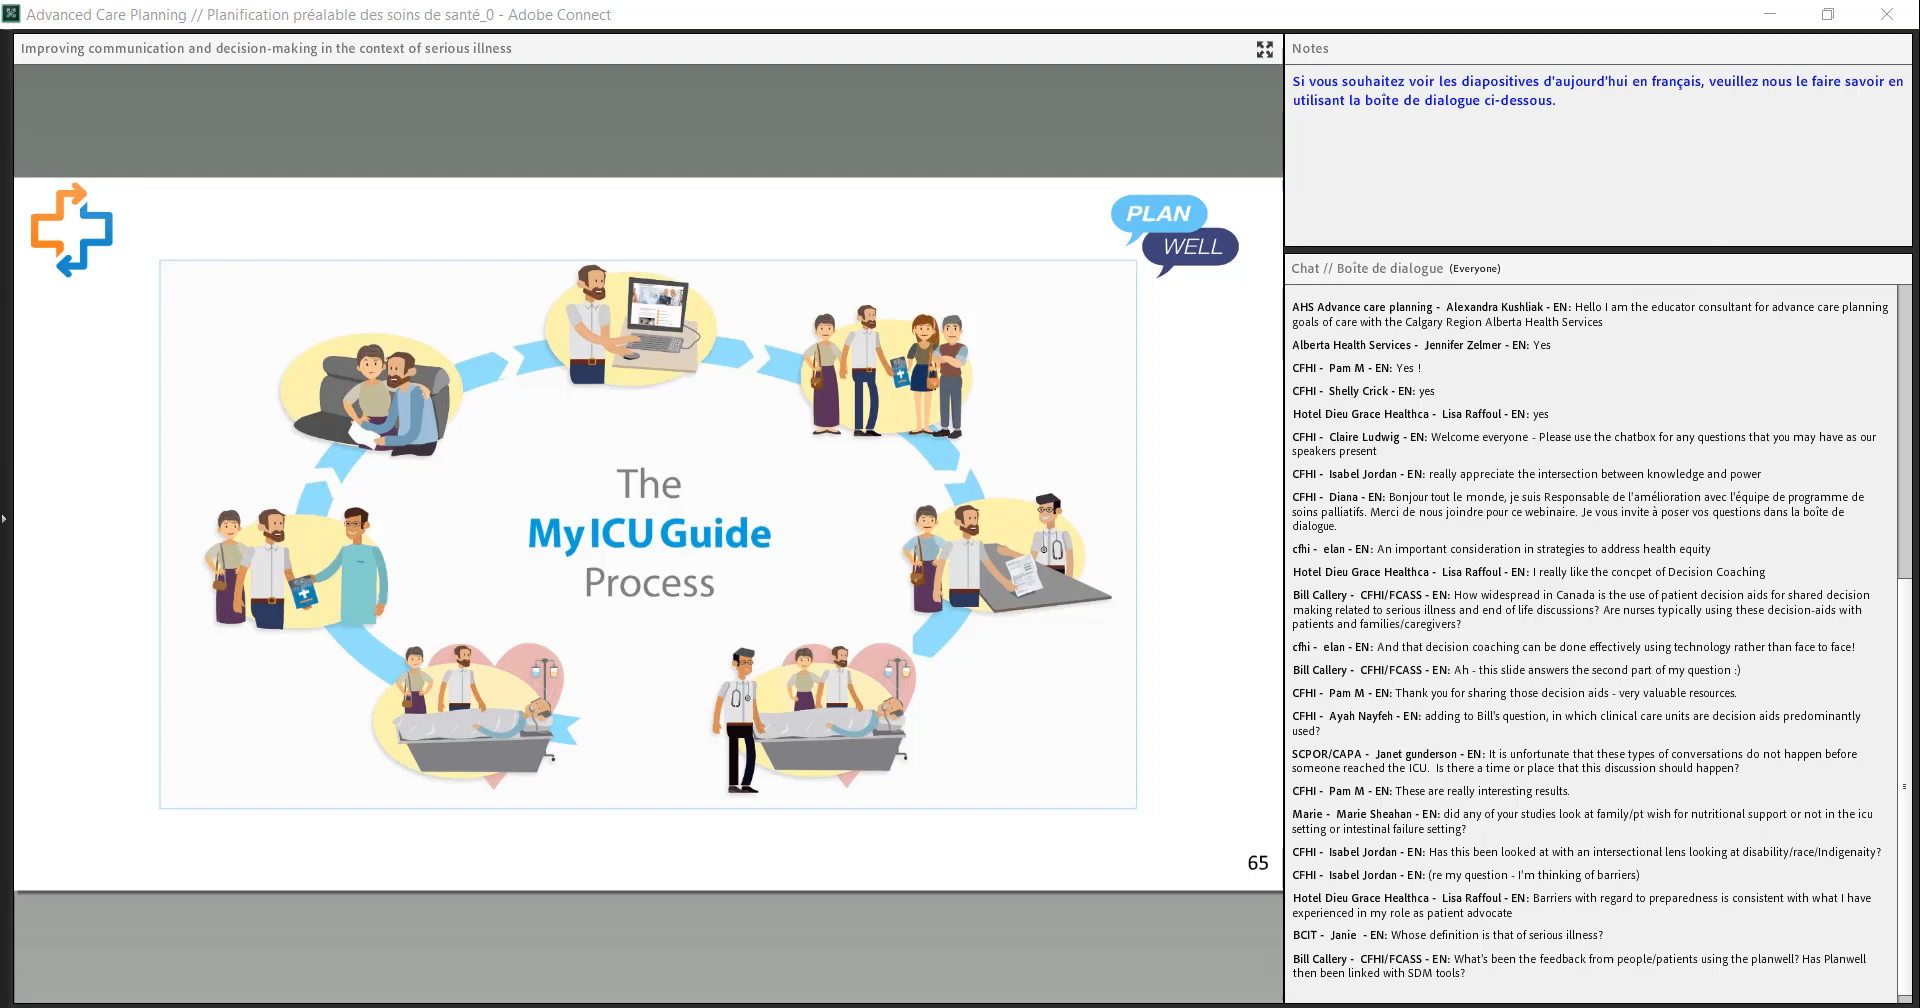 Advanced Care Planning // Planification préalable des soins de santé_0 - Adobe Connect
Improving communication and decision-making in the context of serious illness
PLAN
WELL
The
My ICU Guide
Process
65
Notes
Si vous souhaitez voir les diapositives d'aujourd'hui en français, veuillez nous le faire savoir en
utilisant la boîte de dialogue ci-dessous.
Chat // Boîte de dialogue (Everyone)
AHS Advance care planning - Alexandra Kushliak - EN: Hello I am the educator consultant for advance care planning
goals of care with the Calgary Region Alberta Health Services
Alberta Health Services - Jennifer Zelmer - EN: Yes
CFHI - Pam M - EN: Yes !
CFHI - Shelly Crick - EN: yes
Hotel Dieu Grace Healthca - Lisa Raffoul - EN: yes
CFHI - Claire Ludwig - EN: Welcome everyone - Please use the chatbox for any questions that you may have as our
speakers present
CFHI - Isabel Jordan - EN: really appreciate the intersection between knowledge and power
CFHI - Diana - EN: Bonjour tout le monde, je suis Responsable de l'amélioration avec l'équipe de programme de
soins palliatifs. Merci de nous joindre pour ce webinaire. Je vous invite à poser vos questions dans la boîte de
dialogue.
cfhi - elan - EN: An important consideration in strategies to address health equity
Hotel Dieu Grace Healthca - Lisa Raffoul - EN: I really like the concpet of Decision Coaching
Bill Callery - CFHI/FCASS - EN: How widespread in Canada is the use of patient decision aids for shared decision
making related to serious illness and end of life discussions? Are nurses typically using these decision-aids with
patients and families/caregivers?
cfhi - elan - EN: And that decision coaching can be done effectively using technology rather than face to face!
Bill Callery - CFHI/FCASS - EN: Ah - this slide answers the second part of my question :)
CFHI - Pam M - EN: Thank you for sharing those decision aids - very valuable resources.
CFHI - Ayah Nayfeh - EN: adding to Bill's question, in which clinical care units are decision aids predominantly
used?
SCPOR/CAPA - Janet gunderson - EN: It is unfortunate that these types of conversations do not happen before
someone reached the ICU. Is there a time or place that this discussion should happen?
CFHI - Pam M - EN: These are really interesting results.
Marie - Marie Sheahan - EN: did any of your studies look at family/pt wish for nutritional support or not in the icu
setting or intestinal failure setting?
CFHI - Isabel Jordan - EN: Has this been looked at with an intersectional lens looking at disability/race/Indigenaity?
CFHI - Isabel Jordan - EN: (re my question - I'm thinking of barriers)
Hotel Dieu Grace Healthca - Lisa Raffoul - EN: Barriers with regard to preparedness is consistent with what I have
experienced in my role as patient advocate
BCIT - Janie - EN: Whose definition is that of serious illness?
Bill Callery - CFHI/FCASS - EN: What's been the feedback from people/patients using the planwell? Has Planwell
then been linked with SDM tools?